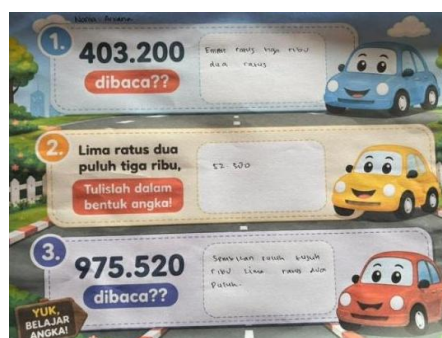 Nama: Arvano
1.
403.200
dibaca??
Empat ratus tiga ribu
dua ratus
2.
Lima ratus dua
puluh tiga ribu,
Tulislah dalam
bentuk angka!
52.300
3.
975.520
dibaca??
Sembilan ratus tujuh
ribu lima ratus dua
puluh.
YUK,
BELAJAR
ANGKA!